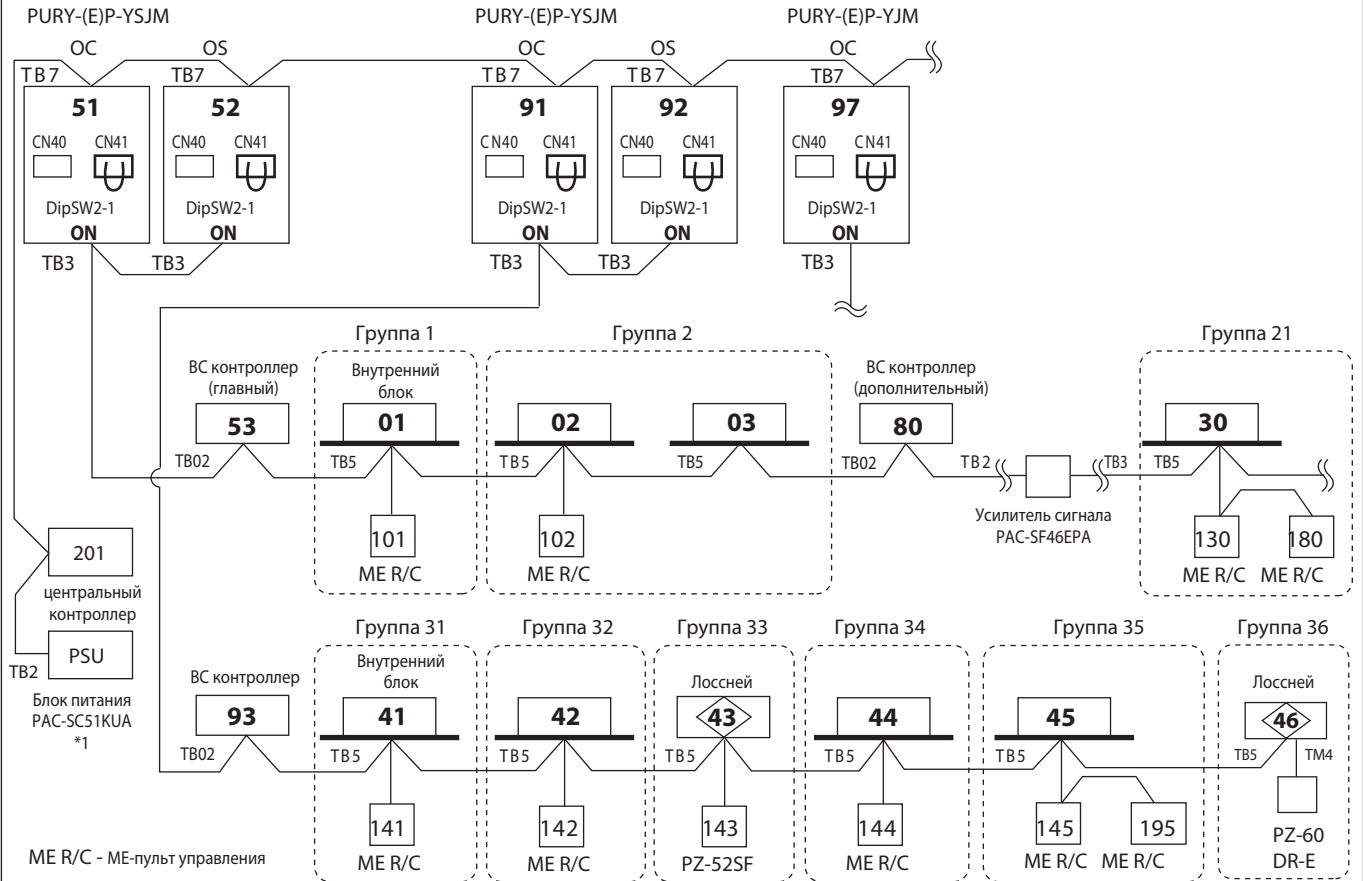 PURY-(E)P-YSJM PURY-(E)P-YSJM PURY-(E)P-YJM
OC OS OC OS OC
TB7 TB7 TB7 TB7 TB7
51 52 91 92 97
CN40 CN41 CN40 CN41 CN40 CN41 CN40 CN41 CN40 CN41
DipSW2-1 DipSW2-1 DipSW2-1 DipSW2-1 DipSW2-1
ON ON ON ON ON
TB3 TB3 TB3 TB3 TB3
Группа 1 Группа 2 Группа 21
BC контроллер
(главный)
Внутренний
блок
BC контроллер
(дополнительный)
53 01 02 03 80 30
TB02 TB5 TB5 TB5 TB02 TB2 TB3 TB5
Усилитель сигнала
PAC-SF46EPA
101 102 130 180
ME R/C ME R/C ME R/C ME R/C
201
центральный
контроллер
PSU
TB2
Блок питания
PAC-SC51KUA
*1
Группа 31 Группа 32 Группа 33 Группа 34 Группа 35 Группа 36
BC контроллер
Внутренний
блок
Лоссней Лоссней
93 41 42 43 44 45 46
TB02 TB5 TB5 TB5 TB5 TB5 TB5 TM4
141 142 143 144 145 195
ME R/C ME R/C PZ-52SF ME R/C ME R/C ME R/C
PZ-60
DR-E
ME R/C - ME-пульт управления